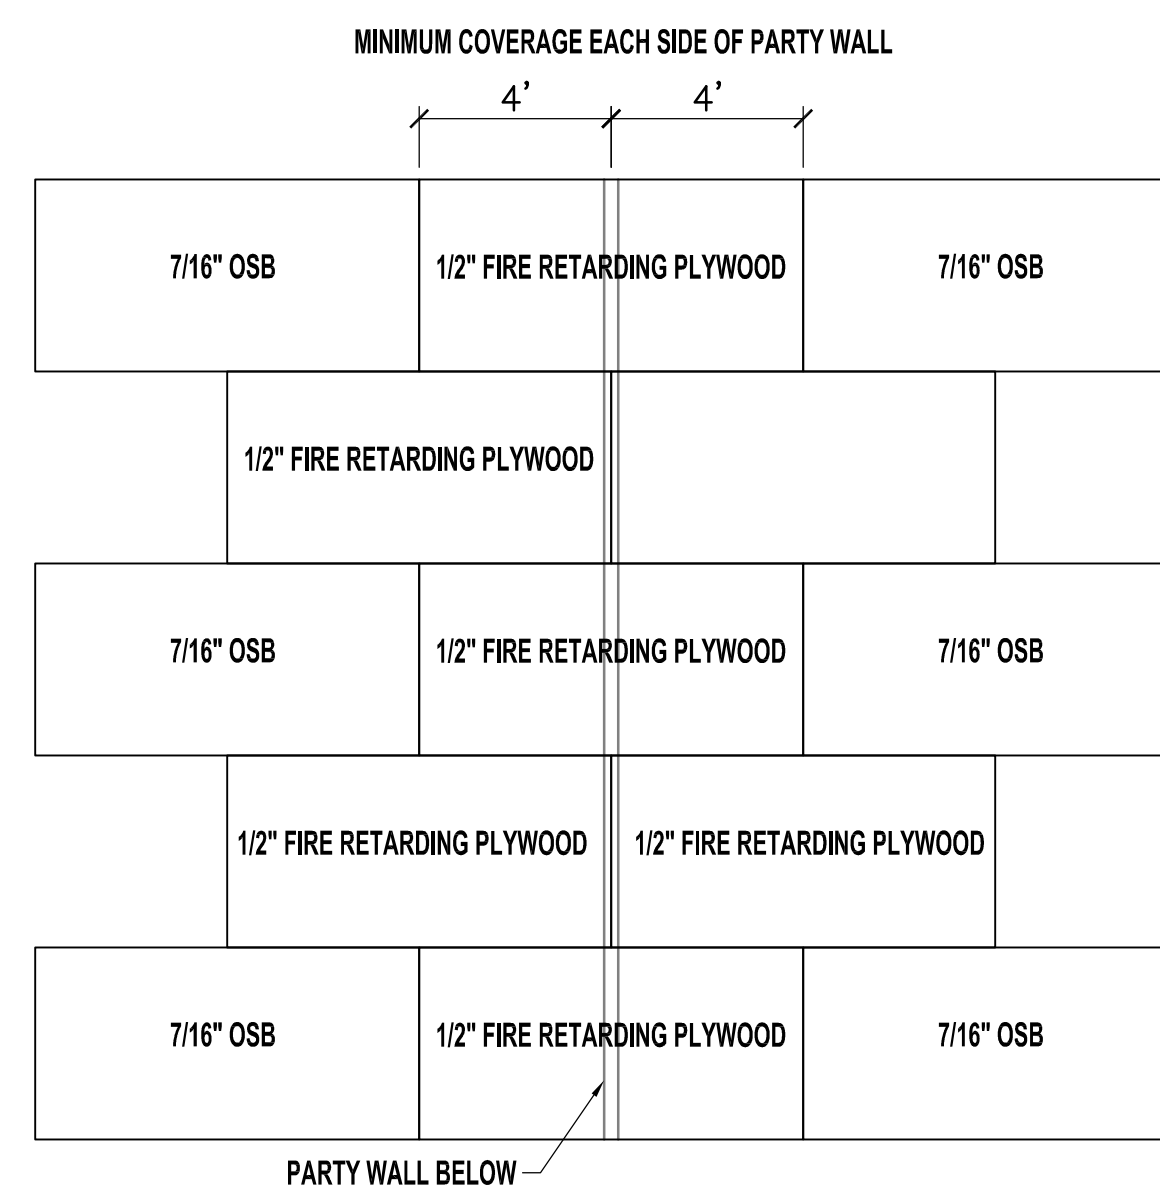 MINIMUM COVERAGE EACH SIDE OF PARTY WALL
4' 4'
7/16" OSB 1/2" FIRE RETARDING PLYWOOD 7/16" OSB
1/2" FIRE RETARDING PLYWOOD
7/16" OSB 1/2" FIRE RETARDING PLYWOOD 7/16" OSB
1/2" FIRE RETARDING PLYWOOD 1/2" FIRE RETARDING PLYWOOD
7/16" OSB 1/2" FIRE RETARDING PLYWOOD 7/16" OSB
PARTY WALL BELOW